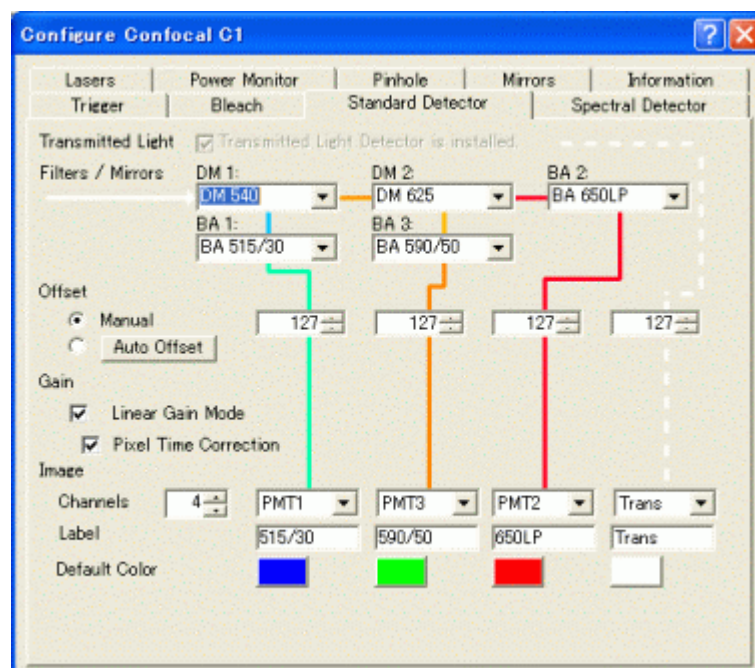 Configure Confocal C1
Lasers Power Monitor Pinhole Mirrors Information
Trigger Bleach Standard Detector Spectral Detector
Transmitted Light Transmitted Light Detector is installed.
Filters / Mirrors DM 1: DM 2: BA 2:
DM 540 DM 625 BA 650LP
BA 1: BA 3:
BA 515/30 BA 590/50
Offset
Manual 127 127 127 127
Auto Offset
Gain
Linear Gain Mode
Pixel Time Correction
Image
Channels 4 PMT1 PMT3 PMT2 Trans
Label 515/30 590/50 650LP Trans
Default Color